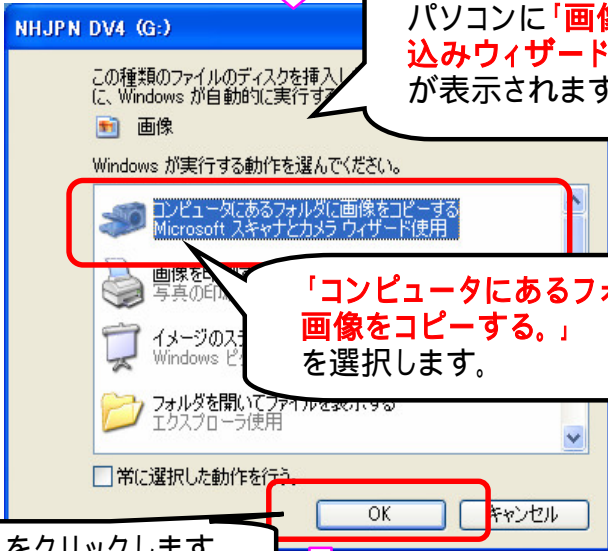 NHJPN DV4 (G:)
パソコンに「画
込みウィザード
が表示されます
この種類のファイルのディスクを挿入
に、Windows が自動的に実行す
画像
Windows が実行する動作を選んでください。
コンピュータにあるフォルダに画像をコピーする
Microsoft スキャナとカメラ ウィザード使用
画像を
写真の印
「コンピュータにあるフォ
画像をコピーする。」
を選択します。
イメージのス
Windows ピ
フォルダを開いてファイルを表示する
エクスプローラ使用
常に選択した動作を行う。
OK
キャンセル
をクリックします